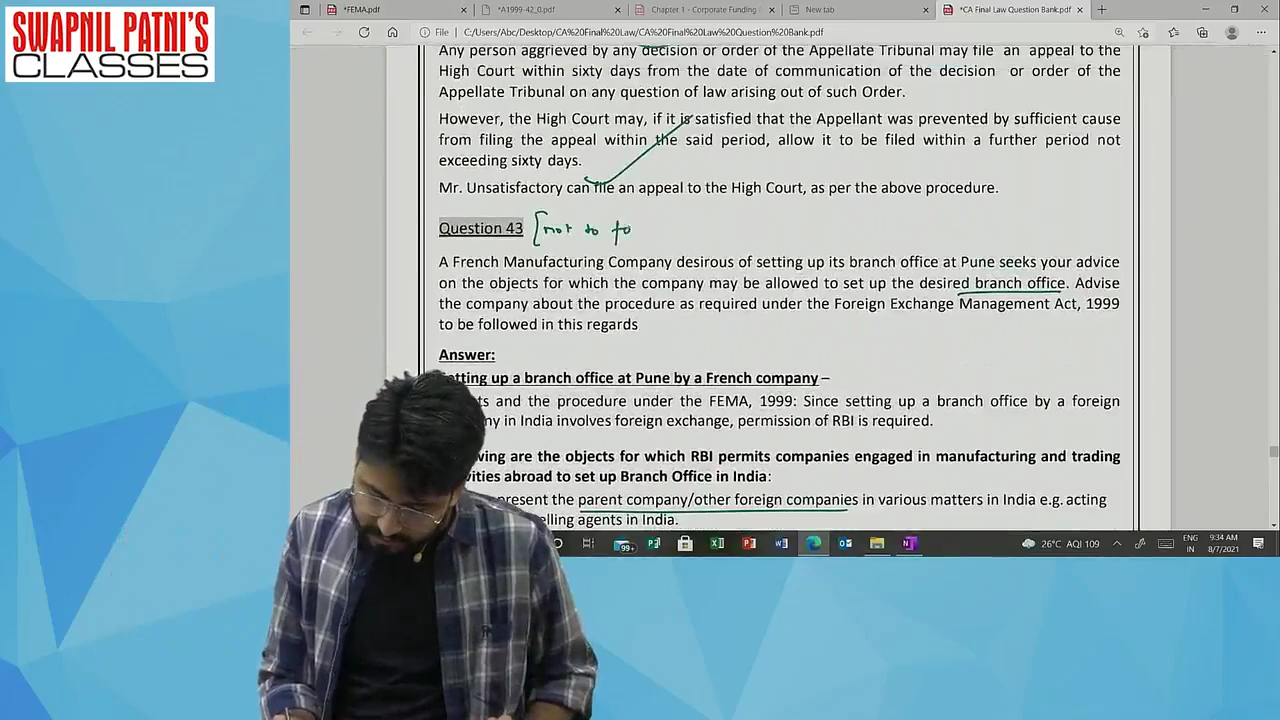 SWAPNIL PATNI'S
CLASSES
*FEMA.pdf
*A1999-42_0.pdf
Chapter 1 - Corporate Funding
New tab
*CA Final Law Question Bank.pdf
File | C:/Users/Abc/Desktop/CA%20Final%20Law/CA%20Final%20Law%20Question%20Bank.pdf
Any person aggrieved by any decision or order of the Appellate Tribunal may file an appeal to the
High Court within sixty days from the date of communication of the decision or order of the
Appellate Tribunal on any question of law arising out of such Order.
However, the High Court may, if it is satisfied that the Appellant was prevented by sufficient cause
from filing the appeal within the said period, allow it to be filed within a further period not
exceeding sixty days.
Mr. Unsatisfactory can file an appeal to the High Court, as per the above procedure.
Question 43 [not to fo
A French Manufacturing Company desirous of setting up its branch office at Pune seeks your advice
on the objects for which the company may be allowed to set up the desired branch office. Advise
the company about the procedure as required under the Foreign Exchange Management Act, 1999
to be followed in this regards
Answer:
etting up a branch office at Pune by a French company –
ts and the procedure under the FEMA, 1999: Since setting up a branch office by a foreign
ny in India involves foreign exchange, permission of RBI is required.
wing are the objects for which RBI permits companies engaged in manufacturing and trading
vities abroad to set up Branch Office in India:
present the parent company/other foreign companies in various matters in India e.g. acting
elling agents in India.
99+
26°C AQI 109
ENG
IN
9:34 AM
8/7/2021